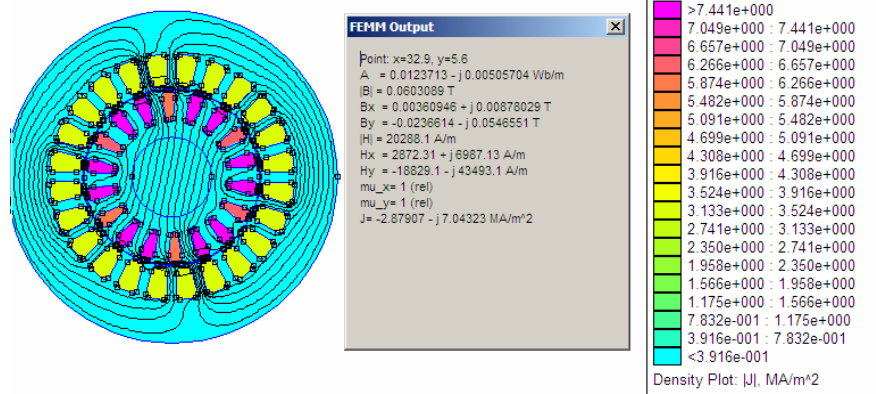 FEMM Output
Point: x=32.9, y=5.6
A = 0.0123713 - j 0.00505704 Wb/m
|B| = 0.0603089 T
Bx = 0.00360946 + j 0.00878029 T
By = -0.0236614 - j 0.0546551 T
|H| = 20288.1 A/m
Hx = 2872.31 + j 6987.13 A/m
Hy = -18829.1 - j 43493.1 A/m
mu_x= 1 (rel)
mu_y= 1 (rel)
J= -2.87907 - j 7.04323 MA/m^2
>7.441e+000
7.049e+000 : 7.441e+000
6.657e+000 : 7.049e+000
6.266e+000 : 6.657e+000
5.874e+000 : 6.266e+000
5.482e+000 : 5.874e+000
5.091e+000 : 5.482e+000
4.699e+000 : 5.091e+000
4.308e+000 : 4.699e+000
3.916e+000 : 4.308e+000
3.524e+000 : 3.916e+000
3.133e+000 : 3.524e+000
2.741e+000 : 3.133e+000
2.350e+000 : 2.741e+000
1.958e+000 : 2.350e+000
1.566e+000 : 1.958e+000
1.175e+000 : 1.566e+000
7.832e-001 : 1.175e+000
3.916e-001 : 7.832e-001
<3.916e-001
Density Plot: |J|, MA/m^2